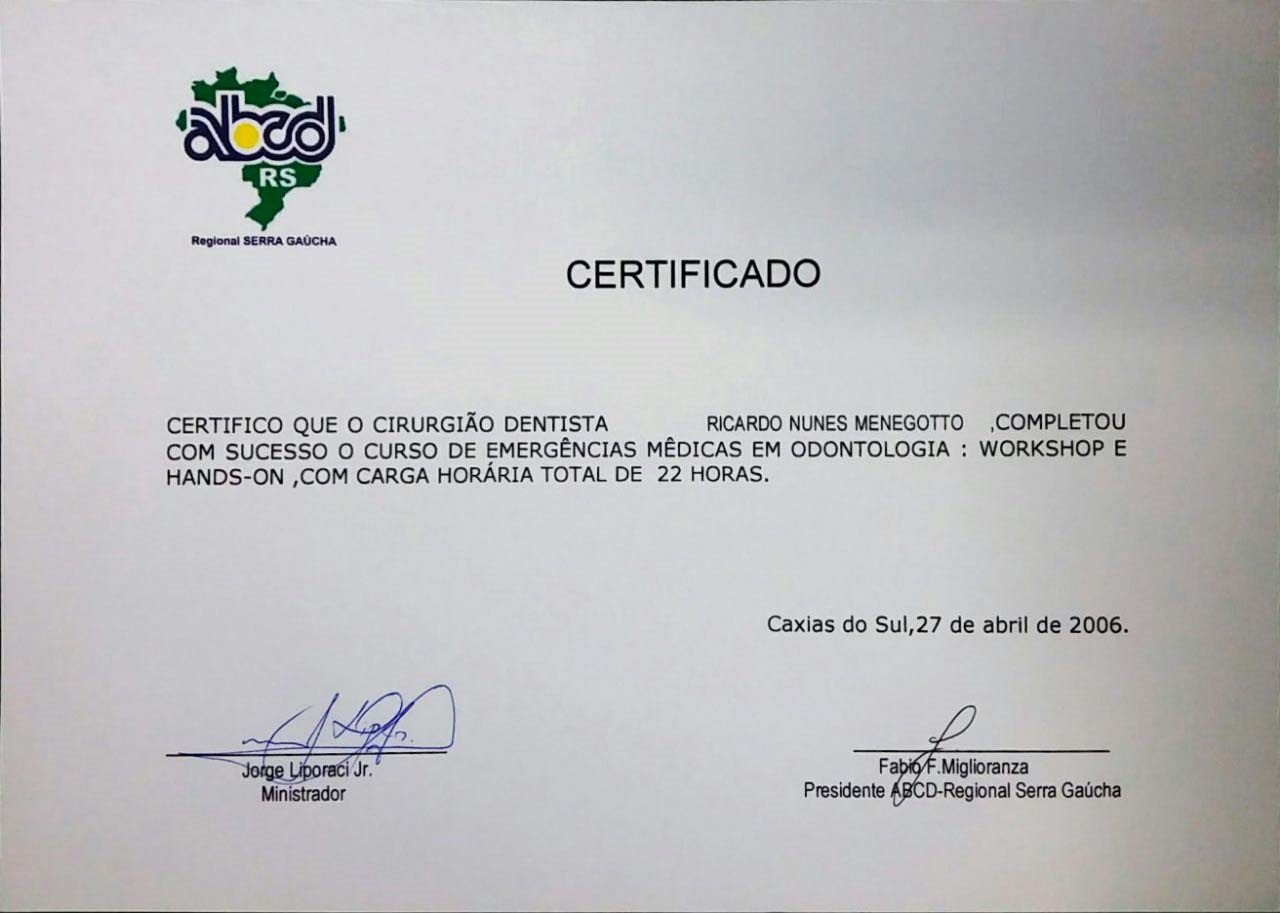 abcd
RS
Regional SERRA GAÚCHA
CERTIFICADO
CERTIFICO QUE O CIRURGIÃO DENTISTA RICARDO NUNES MENEGOTTO ,COMPLETOU
COM SUCESSO O CURSO DE EMERGÊNCIAS MÊDICAS EM ODONTOLOGIA : WORKSHOP E
HANDS-ON ,COM CARGA HORÁRIA TOTAL DE 22 HORAS.
Caxias do Sul,27 de abril de 2006.
Jorge Liporaci Jr.
Ministrador
Fabio F.Miglioranza
Presidente ABCD-Regional Serra Gaúcha